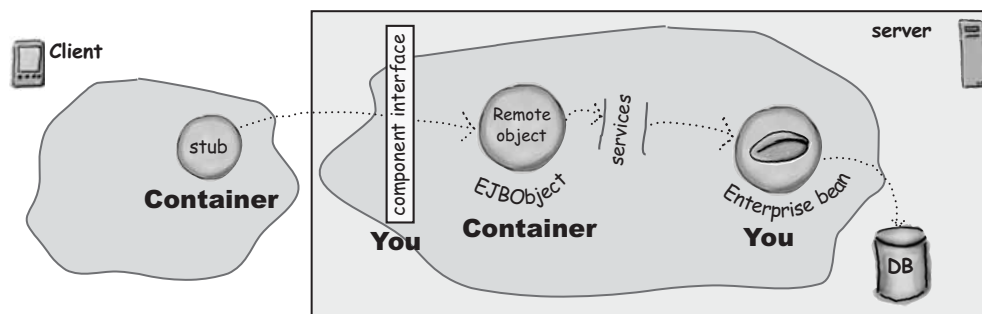 Client
server
component interface
stub
Remote
object
services
EJBObject
Enterprise bean
Container
You
Container
You
DB